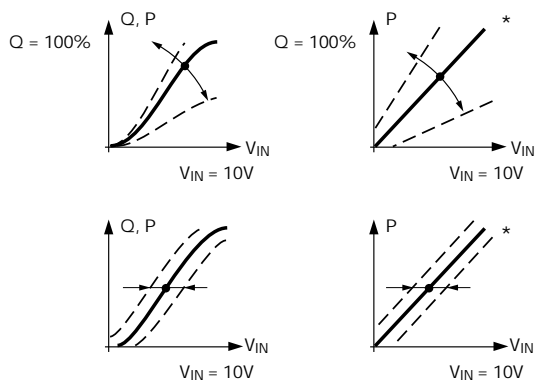 Q, P
P
*
Q = 100%
Q = 100%
V_IN
V_IN
V_IN = 10V
V_IN = 10V
Q, P
P
*
V_IN
V_IN
V_IN = 10V
V_IN = 10V